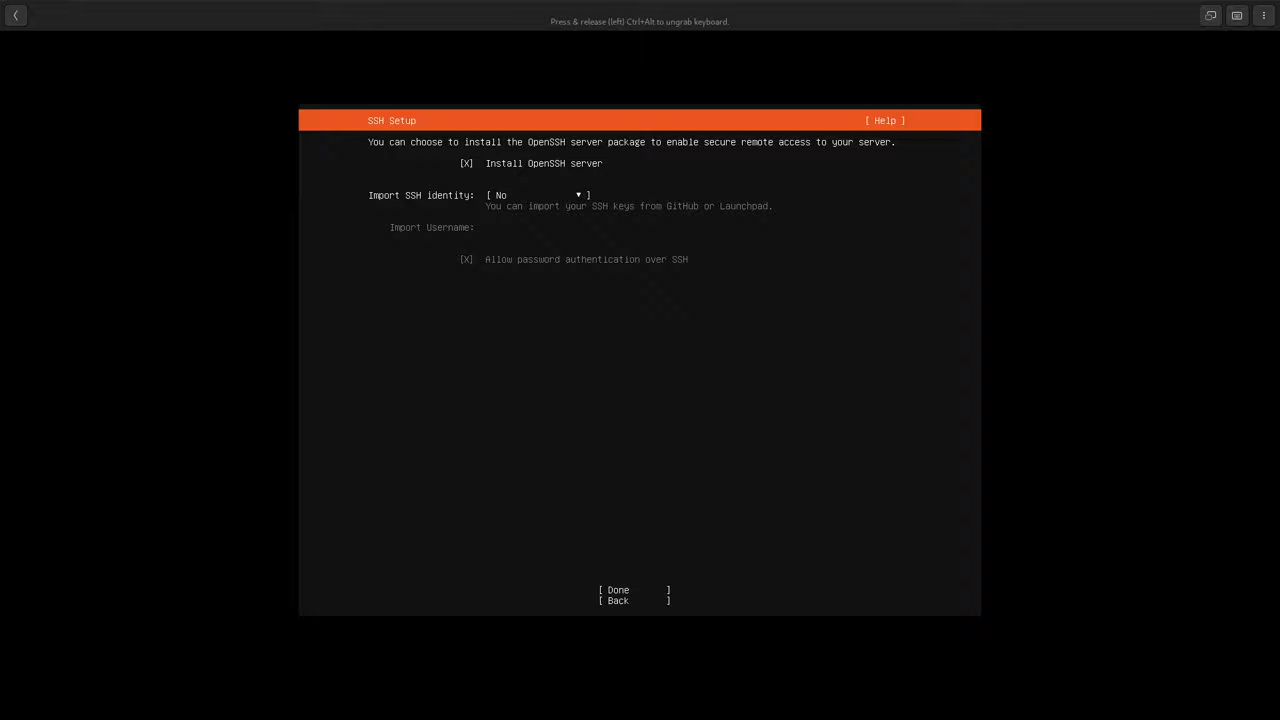 Press & release (left) Ctrl+Alt to ungrab keyboard.
SSH Setup [ Help ]
You can choose to install the OpenSSH server package to enable secure remote access to your server.
[X] Install OpenSSH server
Import SSH identity: [ No ▼ ]
You can import your SSH keys from GitHub or Launchpad.
Import Username:
[X] Allow password authentication over SSH
[ Done ]
[ Back ]